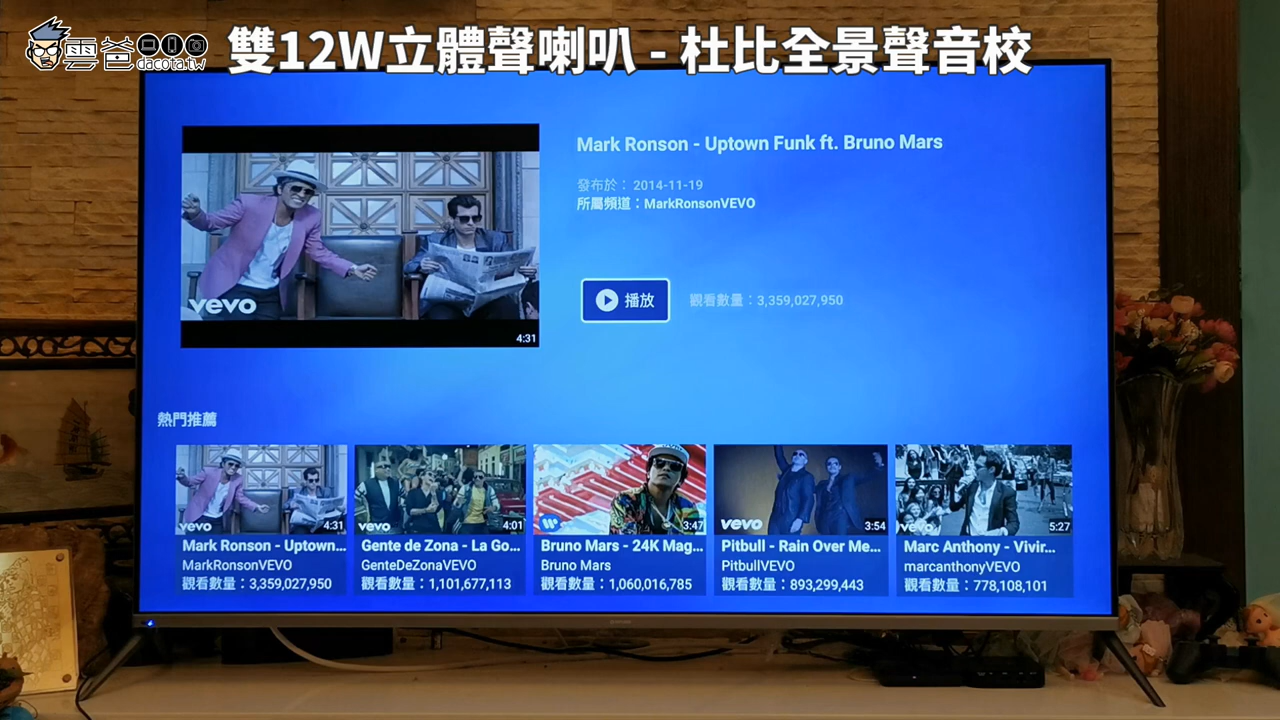 雲爸
dacota.tw
雙12W立體聲喇叭 - 杜比全景聲音校
Mark Ronson - Uptown Funk ft. Bruno Mars
發布於： 2014-11-19
所屬頻道：MarkRonsonVEVO
vevo
4:31
播放
觀看數量：3,359,027,950
熱門推薦
vevo 4:31
vevo 4:01
3:47
vevo 3:54
vevo 5:27
Mark Ronson - Uptown...
MarkRonsonVEVO
觀看數量：3,359,027,950
Gente de Zona - La Go...
GenteDeZonaVEVO
觀看數量：1,101,677,113
Bruno Mars - 24K Mag...
Bruno Mars
觀看數量：1,060,016,785
Pitbull - Rain Over Me...
PitbullVEVO
觀看數量：893,299,443
Marc Anthony - Vivir...
marcanthonyVEVO
觀看數量：778,108,101